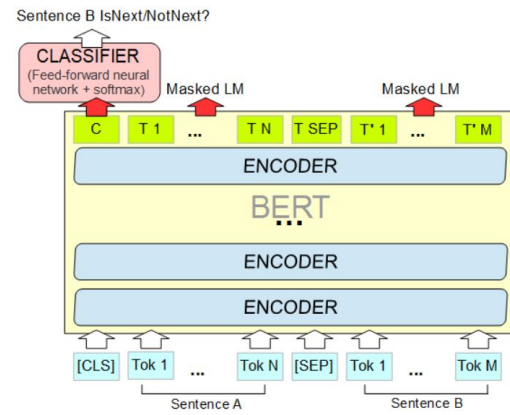 Sentence B IsNext/NotNext?
CLASSIFIER
(Feed-forward neural
network + softmax)
Masked LM Masked LM
C T 1 ... T N T SEP T' 1 ... T' M
ENCODER
BERT
...
ENCODER
ENCODER
[CLS] Tok 1 ... Tok N [SEP] Tok 1 ... Tok M
Sentence A Sentence B